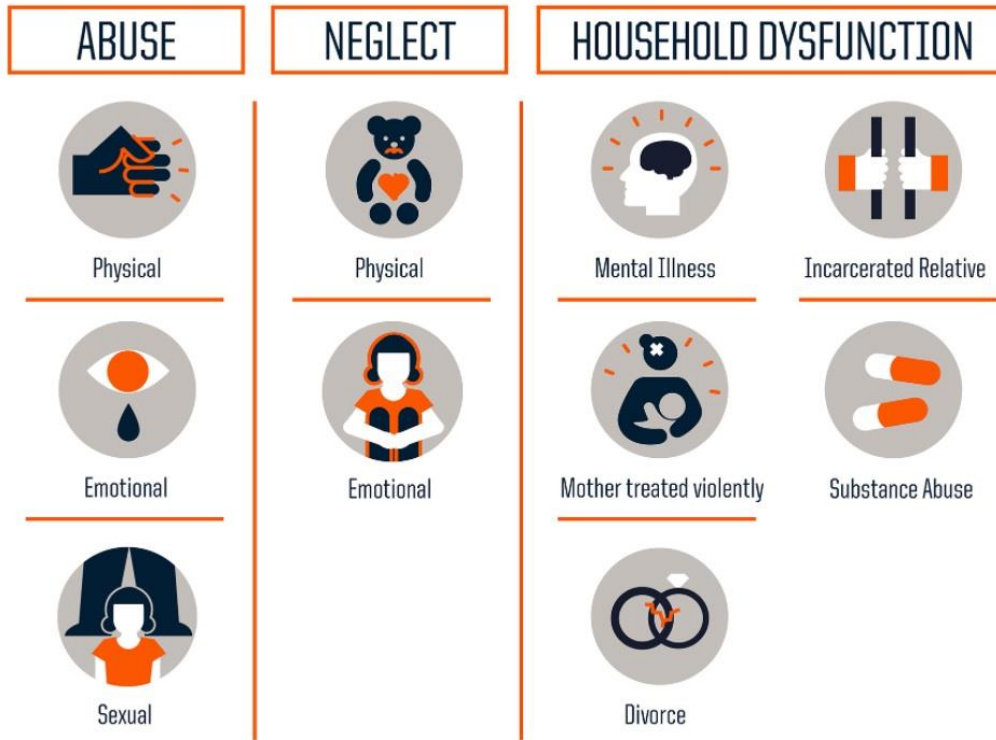 ABUSE
NEGLECT
HOUSEHOLD DYSFUNCTION
Physical
Emotional
Sexual
Physical
Emotional
Mental Illness
Incarcerated Relative
Mother treated violently
Substance Abuse
Divorce